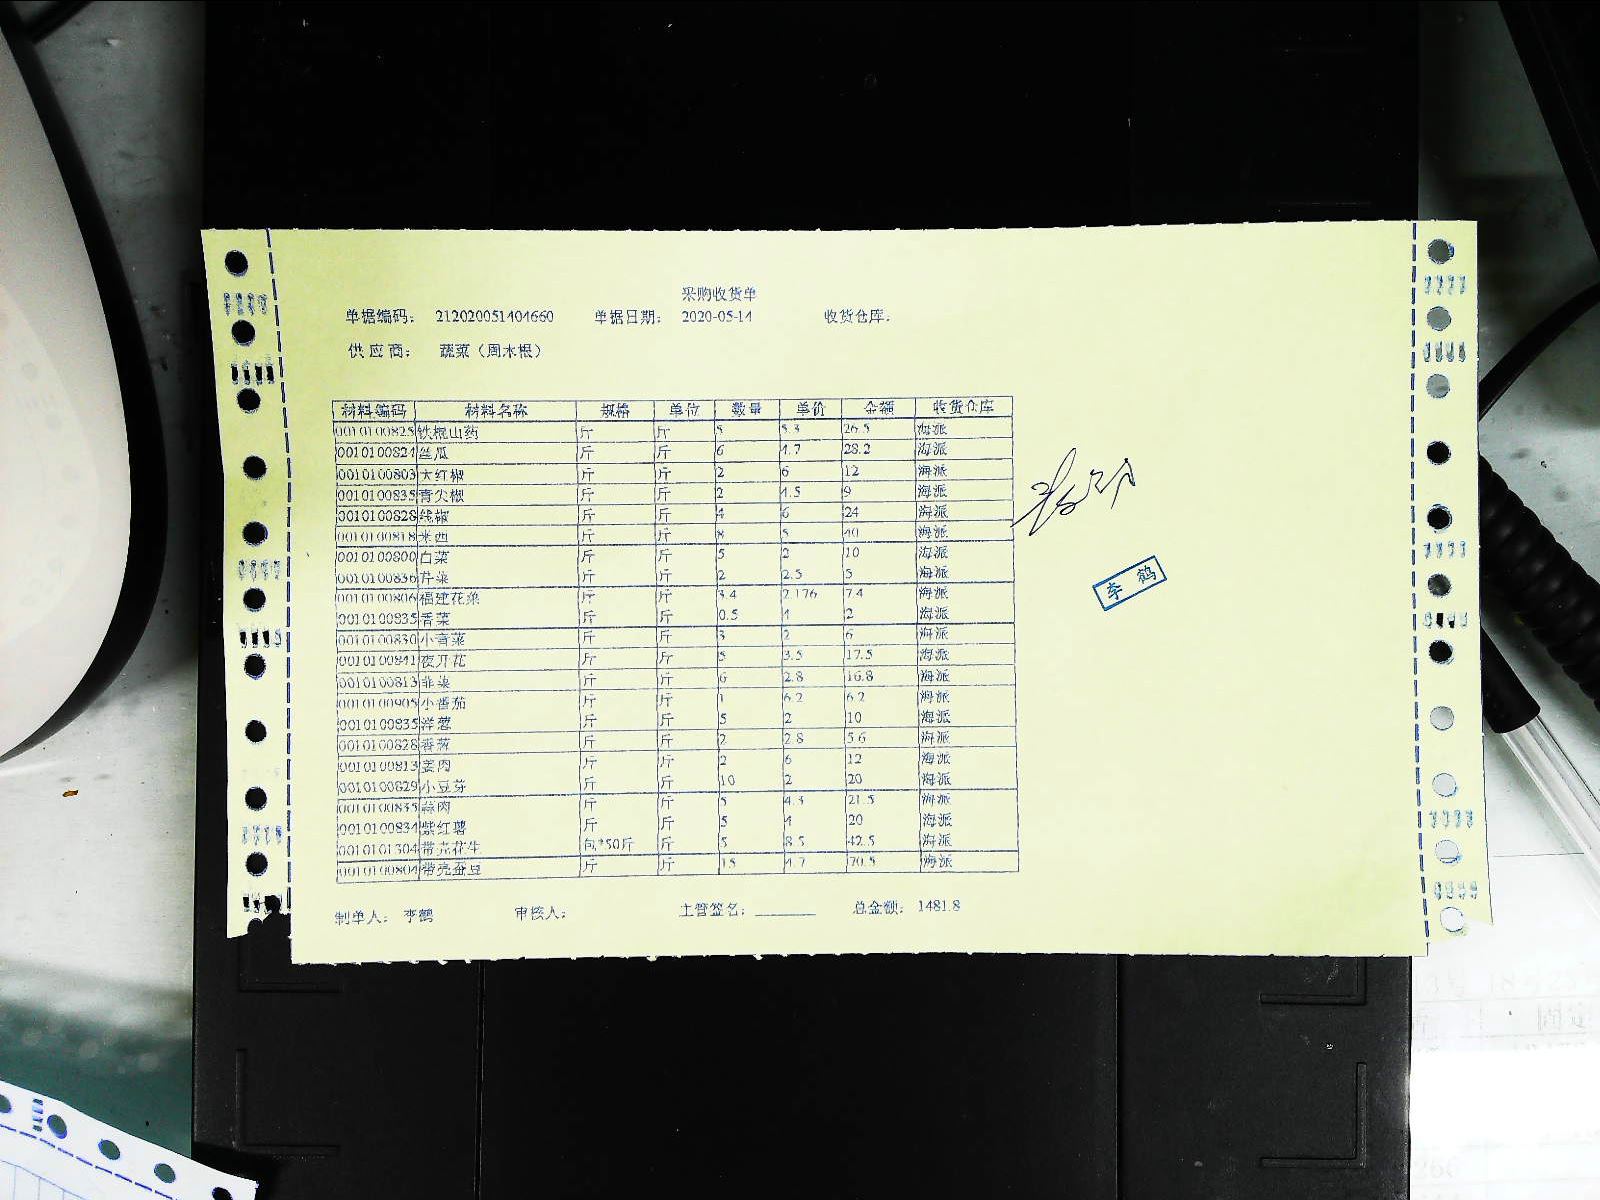 采购收货单
单据编码： 212020051404660 单据日期： 2020-05-14 收货仓库：
供应商： 蔬菜（周木根）
材料编码 材料名称 规格 单位 数量 单价 金额 收货仓库
0010100825 铁棍山药 斤 斤 5 5.3 26.5 海派
0010100824 丝瓜 斤 斤 6 4.7 28.2 海派
0010100803 大红椒 斤 斤 2 6 12 海派
0010100835 青尖椒 斤 斤 2 4.5 9 海派
0010100828 线椒 斤 斤 4 6 24 海派
0010100818 米西 斤 斤 8 5 40 海派
0010100800 白菜 斤 斤 5 2 10 海派
0010100836 芹菜 斤 斤 2 2.5 5 海派
0010100806 福建花菜 斤 斤 3.4 2.176 7.4 海派
0010100835 香菜 斤 斤 0.5 4 2 海派
0010100830 小青菜 斤 斤 3 2 6 海派
0010100841 夜开花 斤 斤 5 3.5 17.5 海派
0010100813 韭菜 斤 斤 6 2.8 16.8 海派
0010100905 小番茄 斤 斤 1 6.2 6.2 海派
0010100835 洋葱 斤 斤 5 2 10 海派
0010100828 香葱 斤 斤 2 2.8 5.6 海派
0010100813 姜肉 斤 斤 2 6 12 海派
0010100829 小豆芽 斤 斤 10 2 20 海派
0010100835 蒜肉 斤 斤 5 4.3 21.5 海派
0010100834 紫红薯 斤 斤 5 4 20 海派
0010101304 带壳花生 包*50斤 斤 5 8.5 42.5 海派
0010100804 带壳蚕豆 斤 斤 15 4.7 70.5 海派
制单人： 李鹤 审核人： 主管签名：______ 总金额： 1481.8
李鹤